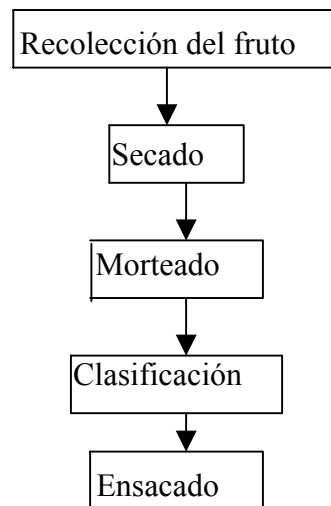 Recolección del fruto
Secado
Morteado
Clasificación
Ensacado